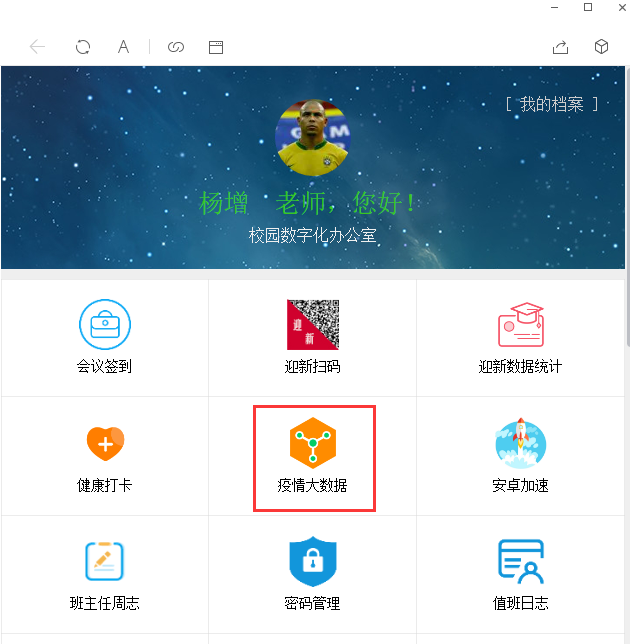 [ 我的档案 ]
杨增 老师，您好！
校园数字化办公室
迎
新
会议签到
迎新扫码
迎新数据统计
健康打卡
疫情大数据
安卓加速
班主任周志
密码管理
值班日志